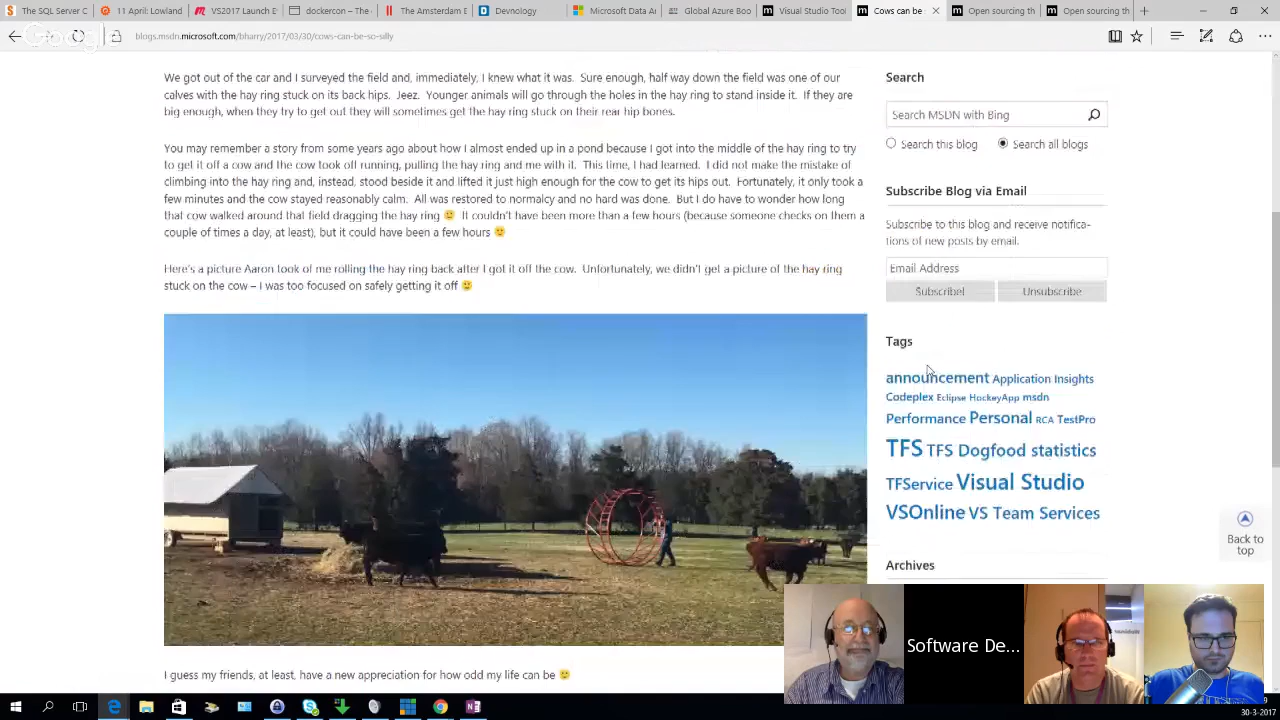 The SQL Server C
VS2017 Launch E
dockercon – The
The Amsterdam E
Devnology
Microsoft Data A
Visual Studio Tool
Cows can be
open sourcing th
Open sourcing th
blogs.msdn.microsoft.com/bharry/2017/03/30/cows-can-be-so-silly
We got out of the car and I surveyed the field and, immediately, I knew what it was. Sure enough, half way down the field was one of our
calves with the hay ring stuck on its back hips. Jeez. Younger animals will go through the holes in the hay ring to stand inside it. If they are
big enough, when they try to get out they will sometimes get the hay ring stuck on their rear hip bones.
You may remember a story from some years ago about how I almost ended up in a pond because I got into the middle of the hay ring to try
to get it off a cow and the cow took off running, pulling the hay ring and me with it. This time, I had learned. I did not make the mistake of
climbing into the hay ring and, instead, stood beside it and lifted it just high enough for the cow to get its hips out. Fortunately, it only took a
few minutes and the cow stayed reasonably calm. All was restored to normalcy and no harm was done. But I do have to wonder how long
that cow walked around that field dragging the hay ring 🙂 It couldn't have been more than a few hours (because someone checks on them a
couple of times a day, at least), but it could have been a few hours 🙂
Here's a picture Aaron took of me rolling the hay ring back after I got it off the cow. Unfortunately, we didn't get a picture of the hay ring
stuck on the cow – I was too focused on safely getting it off 🙂
I guess my friends, at least, have a new appreciation for how odd my life can be 🙂
Search
Search MSDN with Bing
Search this blog Search all blogs
Subscribe Blog via Email
Subscribe to this blog and receive notifica-
tions of new posts by email.
Email Address
Subscribe! Unsubscribe
Tags
announcement Application Insights
Codeplex Eclipse HockeyApp msdn
Performance Personal RCA TestPro
TFS TFS Dogfood statistics
TFService Visual Studio
VSOnline VS Team Services
Archives
Back to
top
Software De...
30-3-2017